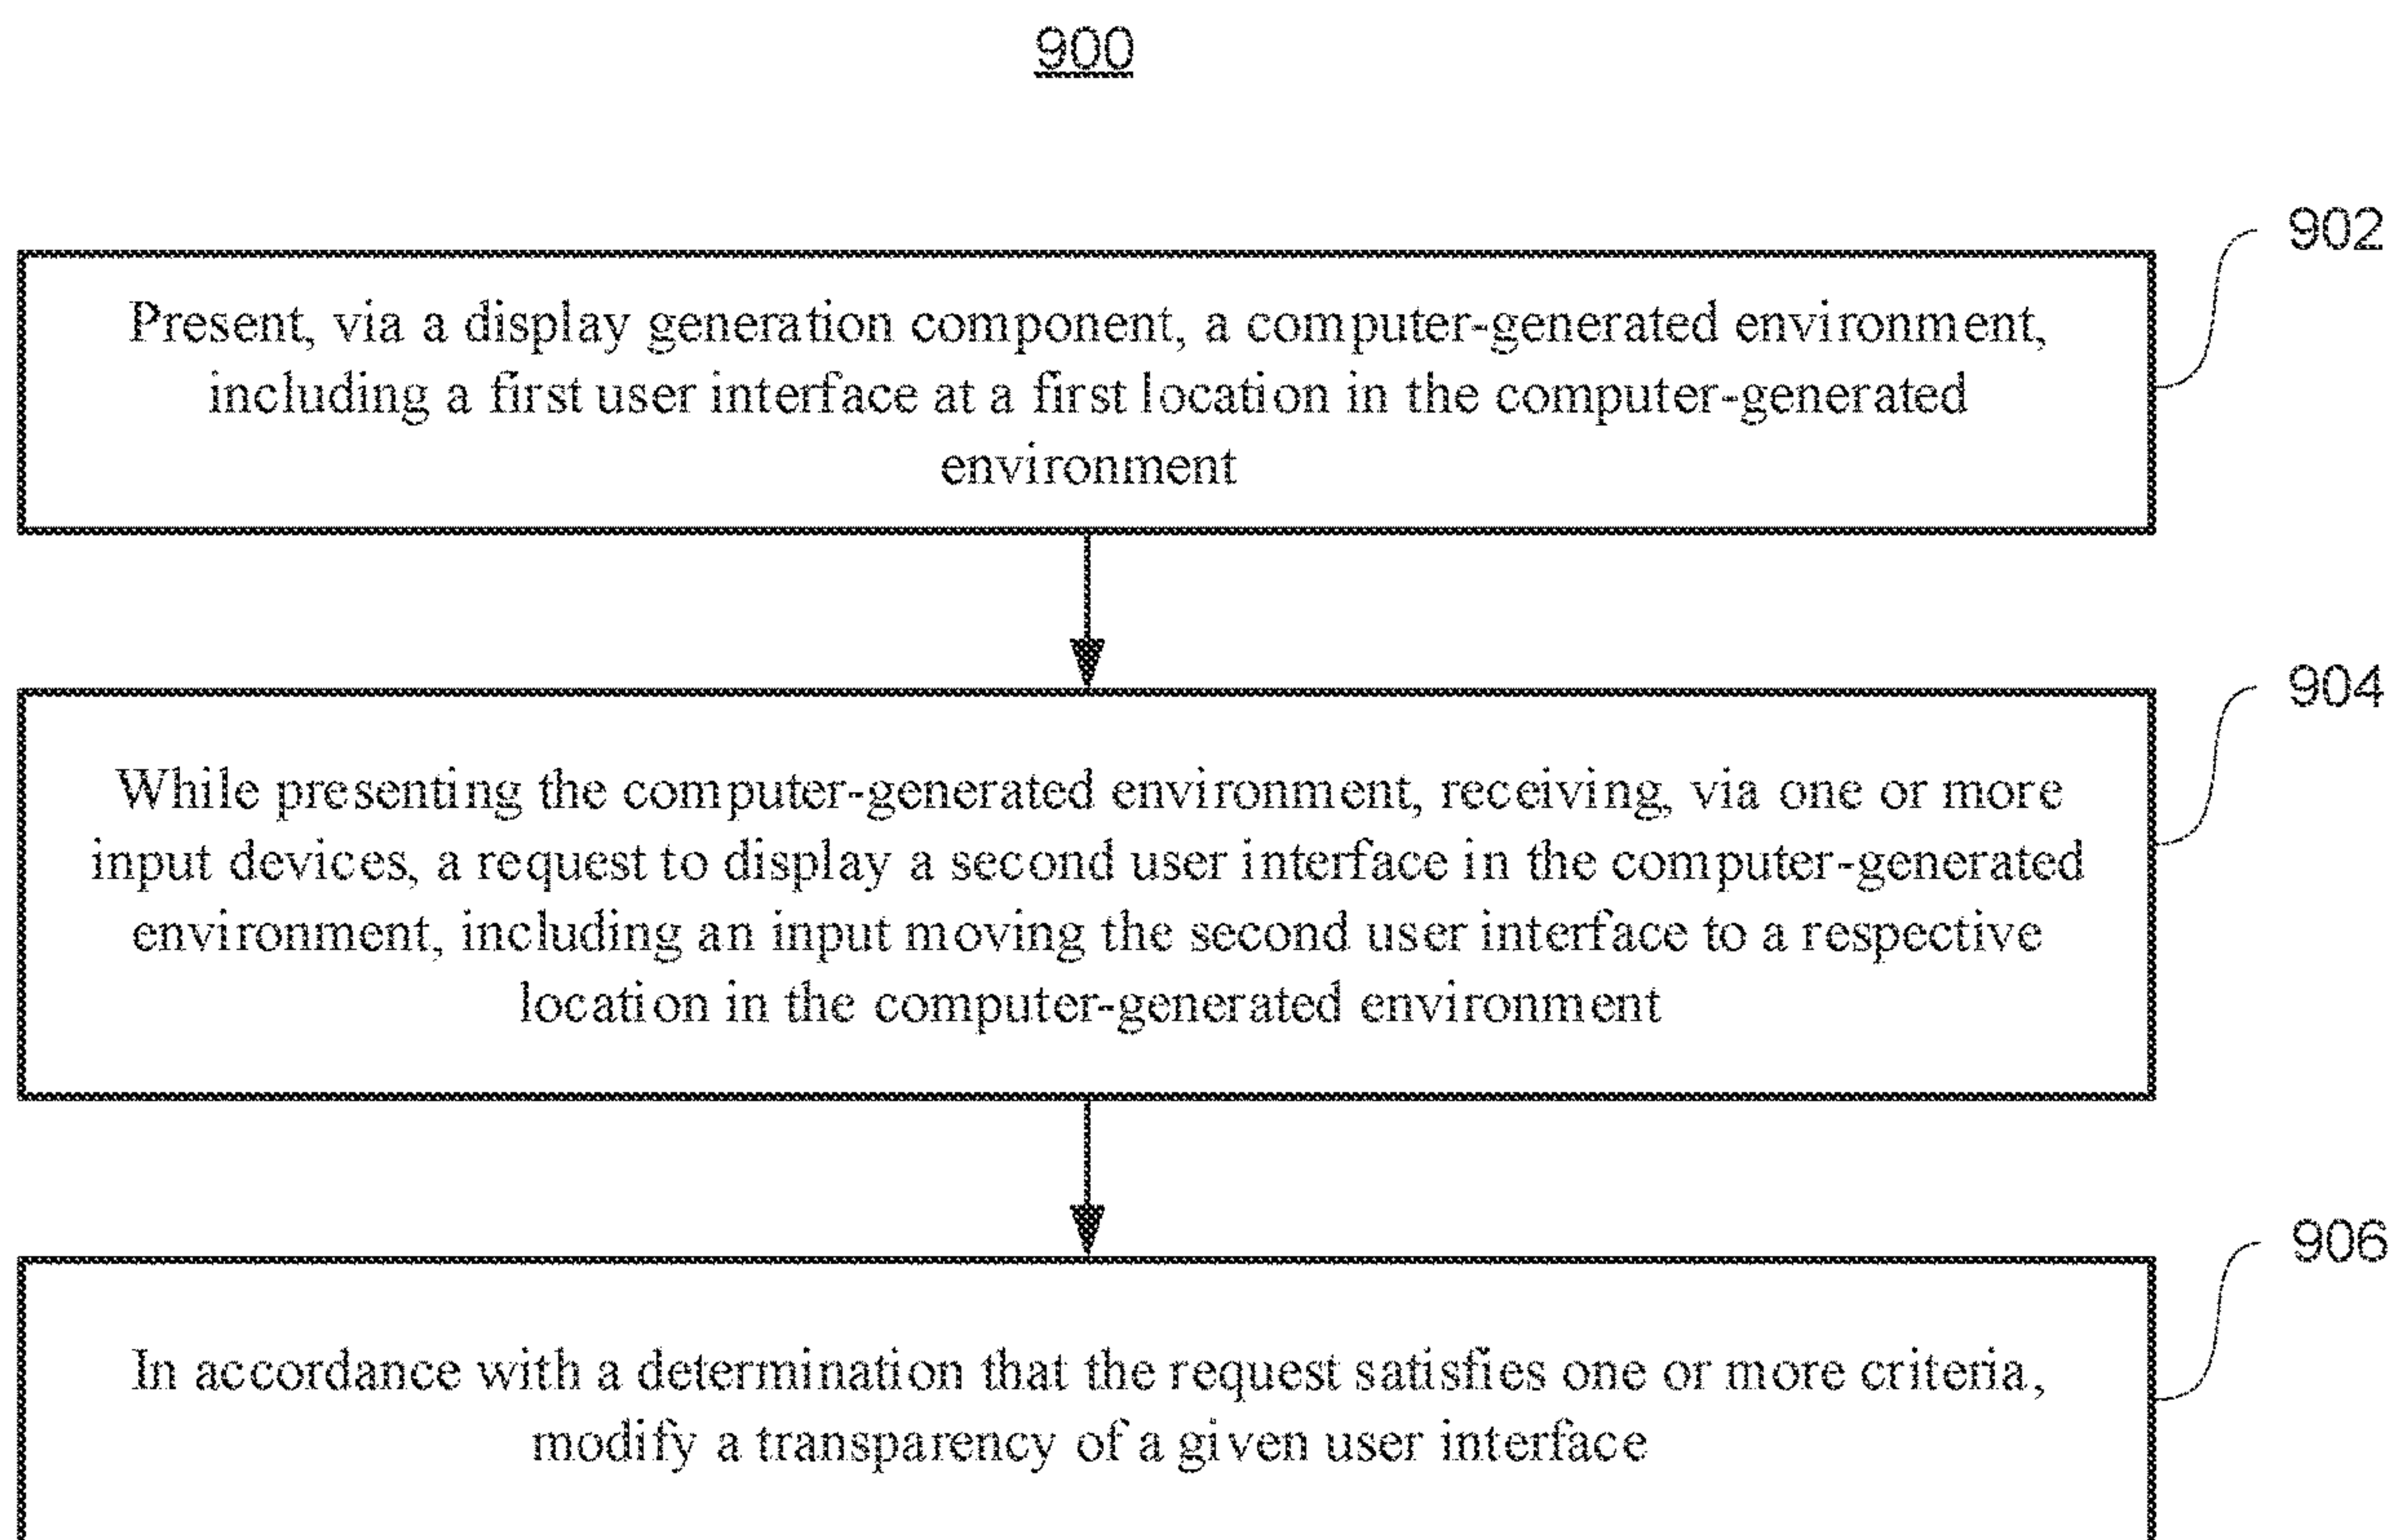 900
902
Present, via a display generation component, a computer-generated environment,
including a first user interface at a first location in the computer-generated
environment
904
While presenting the computer-generated environment, receiving, via one or more
input devices, a request to display a second user interface in the computer-generated
environment, including an input moving the second user interface to a respective
location in the computer-generated environment
906
In accordance with a determination that the request satisfies one or more criteria,
modify a transparency of a given user interface